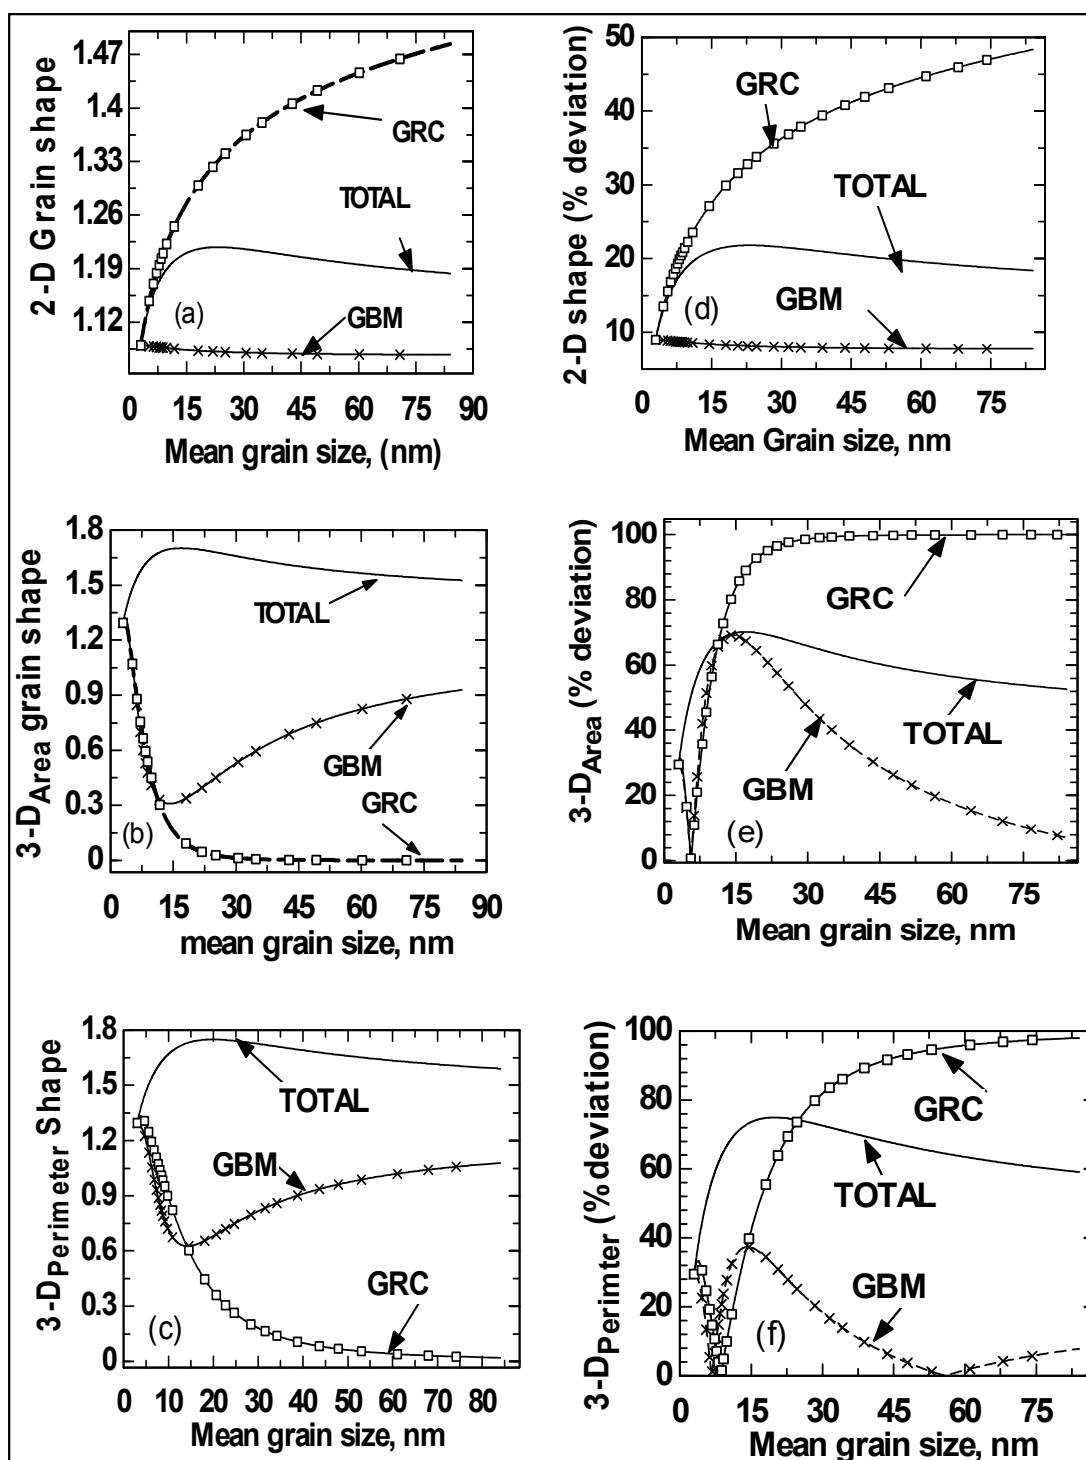 2-D Grain shape
1.47
1.4
1.33
1.26
1.19
1.12
GRC
TOTAL
(a)
GBM
0 15 30 45 60 75 90
Mean grain size, (nm)
2-D shape (% deviation)
50
40
30
20
10
GRC
TOTAL
GBM
(d)
0 15 30 45 60 75
Mean Grain size, nm
3-DArea grain shape
1.8
1.5
1.2
0.9
0.6
0.3
0
TOTAL
GBM
GRC
(b)
0 15 30 45 60 75 90
mean grain size, nm
3-DArea (% deviation)
100
80
60
40
20
0
GRC
TOTAL
GBM
(e)
0 15 30 45 60 75
Mean grain size, nm
3-DPerimeter Shape
1.8
1.5
1.2
0.9
0.6
0.3
0
TOTAL
GBM
GRC
(c)
0 10 20 30 40 50 60 70 80
Mean grain size, nm
3-DPerimter (%deviation)
100
80
60
40
20
0
GRC
TOTAL
GBM
(f)
0 15 30 45 60 75
Mean grain size, nm